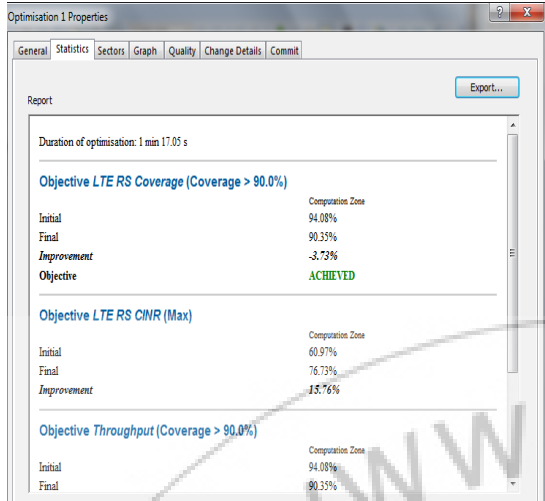 Optimisation 1 Properties
General Statistics Sectors Graph Quality Change Details Commit
Export...
Report
Duration of optimisation: 1 min 17.05 s
Objective LTE RS Coverage (Coverage > 90.0%)
Computation Zone
Initial 94.08%
Final 90.35%
Improvement -3.73%
Objective ACHIEVED
Objective LTE RS CINR (Max)
Computation Zone
Initial 60.97%
Final 76.73%
Improvement 15.76%
Objective Throughput (Coverage > 90.0%)
Computation Zone
Initial 94.08%
Final 90.35%
WW